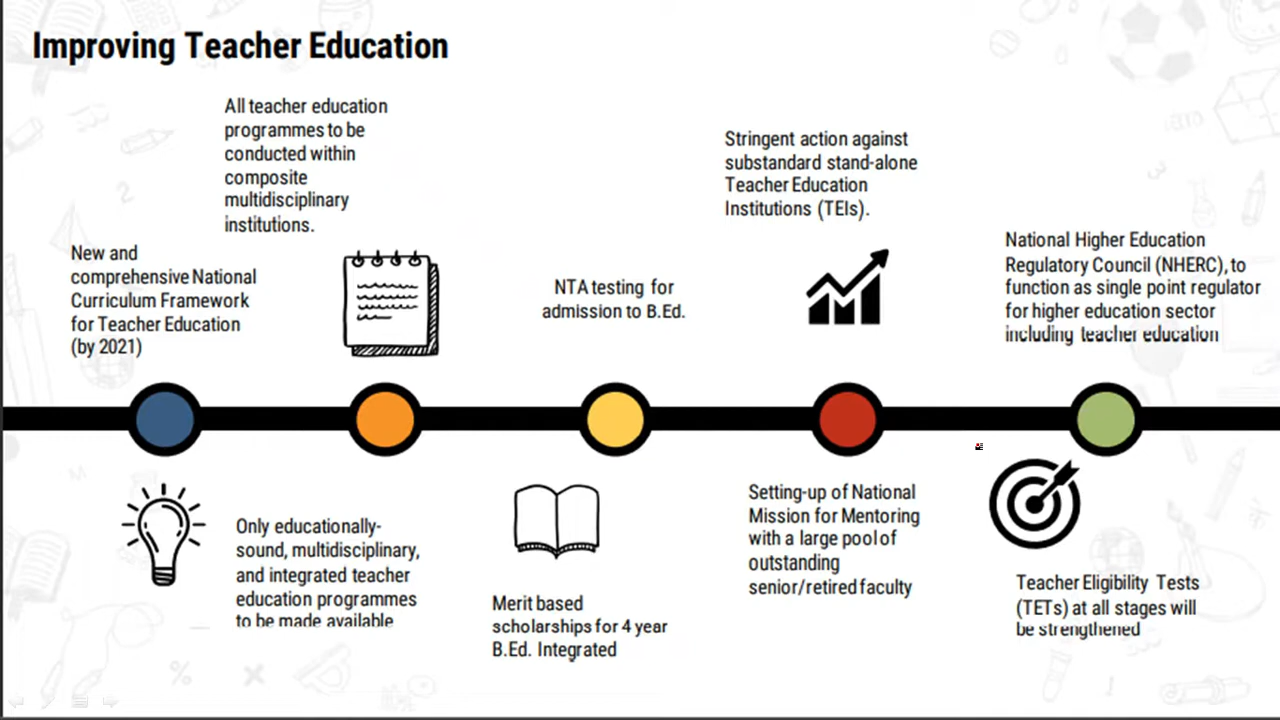 Improving Teacher Education
All teacher education
programmes to be
conducted within
composite
multidisciplinary
institutions.
Stringent action against
substandard stand-alone
Teacher Education
Institutions (TEIs).
New and
comprehensive National
Curriculum Framework
for Teacher Education
(by 2021)
NTA testing for
admission to B.Ed.
National Higher Education
Regulatory Council (NHERC), to
function as single point regulator
for higher education sector
including teacher education
Only educationally-
sound, multidisciplinary,
and integrated teacher
education programmes
to be made available
Merit based
scholarships for 4 year
B.Ed. Integrated
Setting-up of National
Mission for Mentoring
with a large pool of
outstanding
senior/retired faculty
Teacher Eligibility Tests
(TETs) at all stages will
be strengthened